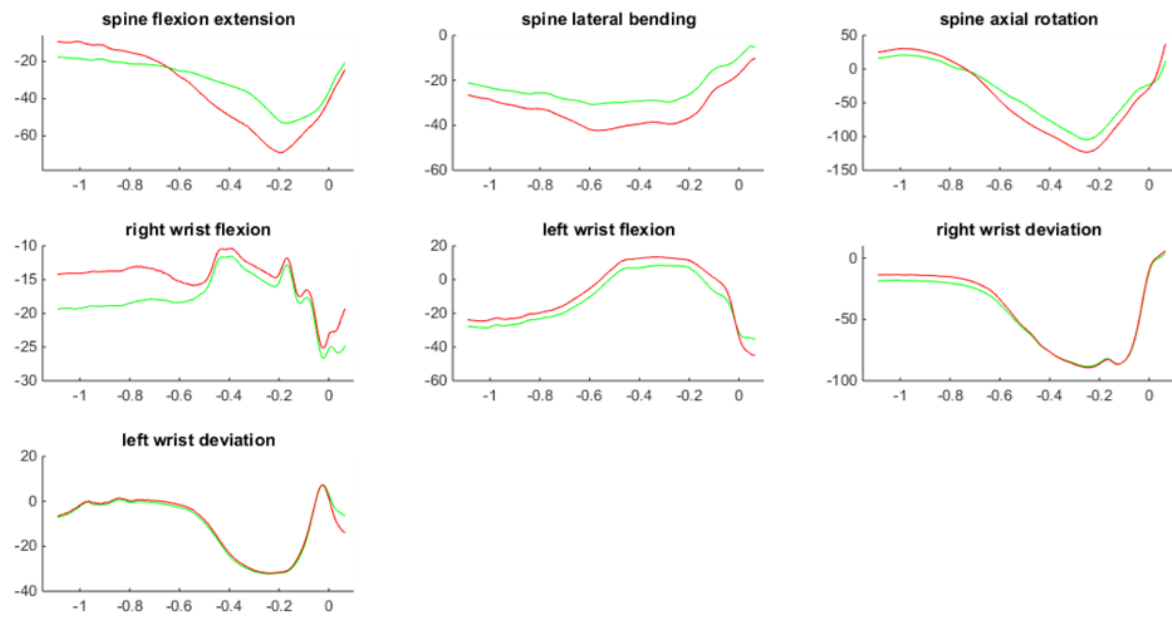 spine flexion extension
-20
-40
-60
-1 -0.8 -0.6 -0.4 -0.2 0
spine lateral bending
0
-20
-40
-60
-1 -0.8 -0.6 -0.4 -0.2 0
spine axial rotation
50
0
-50
-100
-150
-1 -0.8 -0.6 -0.4 -0.2 0
right wrist flexion
-10
-15
-20
-25
-30
-1 -0.8 -0.6 -0.4 -0.2 0
left wrist flexion
20
0
-20
-40
-60
-1 -0.8 -0.6 -0.4 -0.2 0
right wrist deviation
0
-50
-100
-1 -0.8 -0.6 -0.4 -0.2 0
left wrist deviation
20
0
-20
-40
-1 -0.8 -0.6 -0.4 -0.2 0